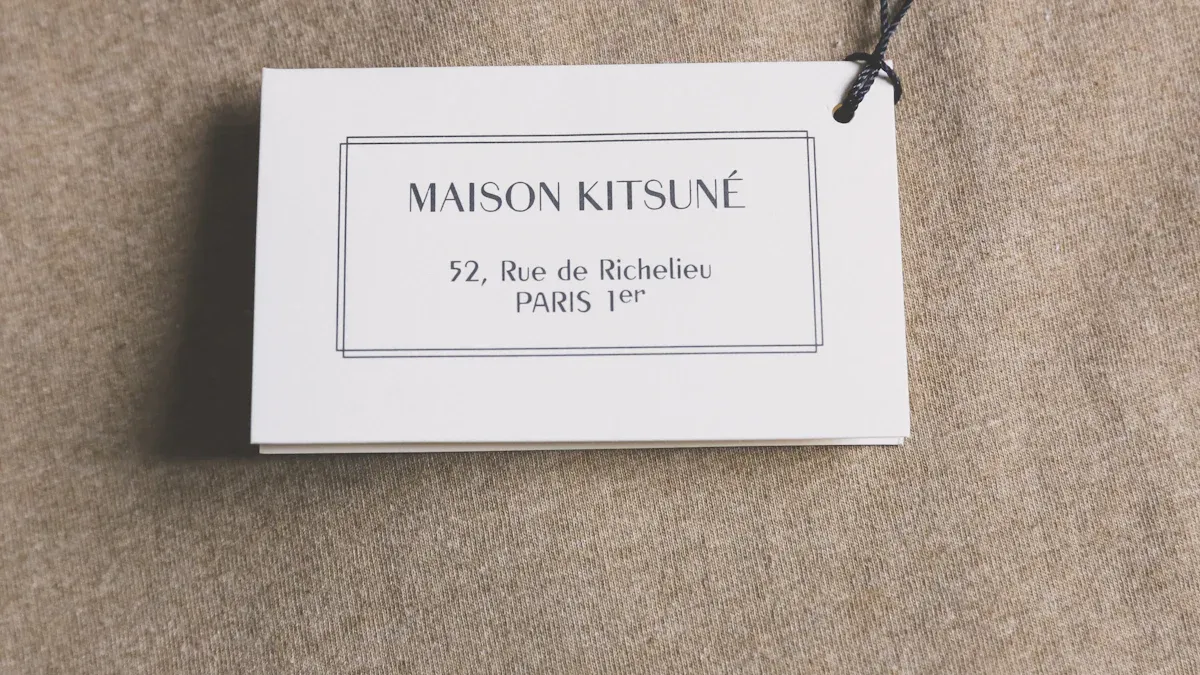 MAISON KITSUNÉ
52, Rue de Richelieu
PARIS 1er